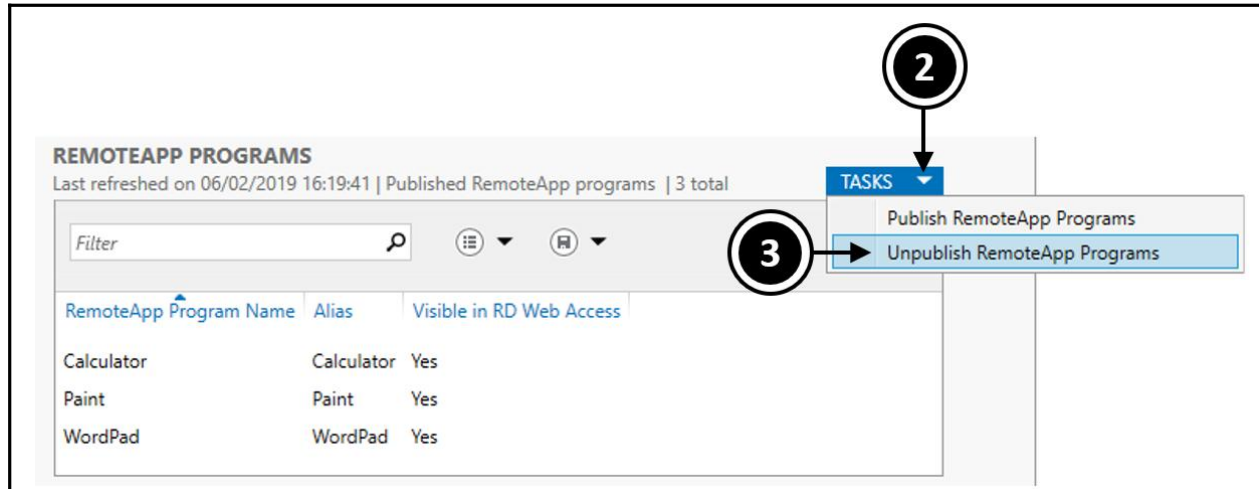 2
REMOTEAPP PROGRAMS
Last refreshed on 06/02/2019 16:19:41 | Published RemoteApp programs | 3 total
TASKS
Publish RemoteApp Programs
Filter
3
Unpublish RemoteApp Programs
RemoteApp Program Name Alias Visible in RD Web Access
Calculator Calculator Yes
Paint Paint Yes
WordPad WordPad Yes